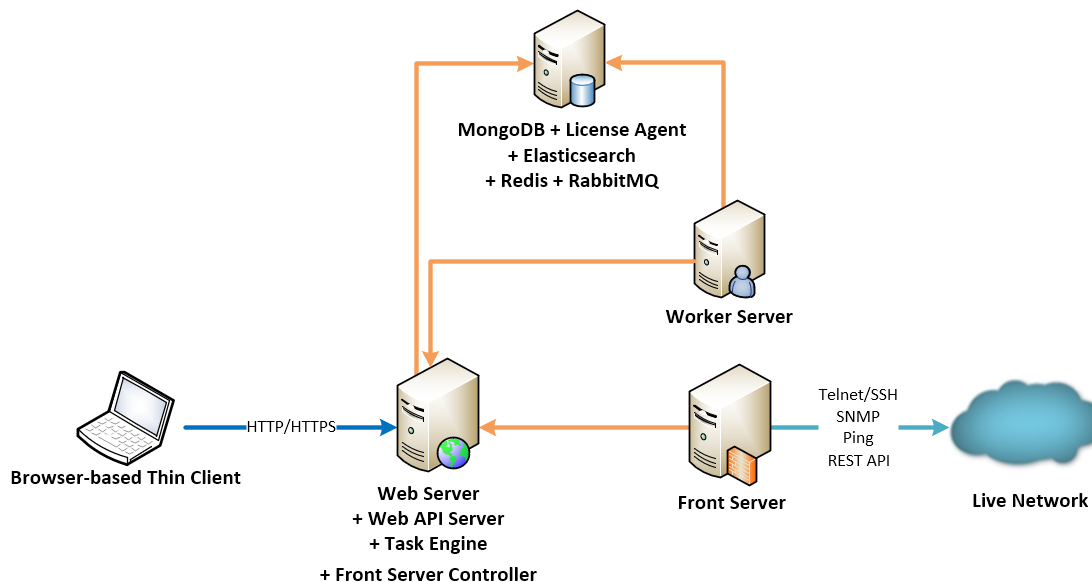 MongoDB + License Agent
+ Elasticsearch
+ Redis + RabbitMQ
Worker Server
Telnet/SSH
SNMP
Ping
REST API
HTTP/HTTPS
Browser-based Thin Client
Web Server
+ Web API Server
+ Task Engine
+ Front Server Controller
Front Server
Live Network